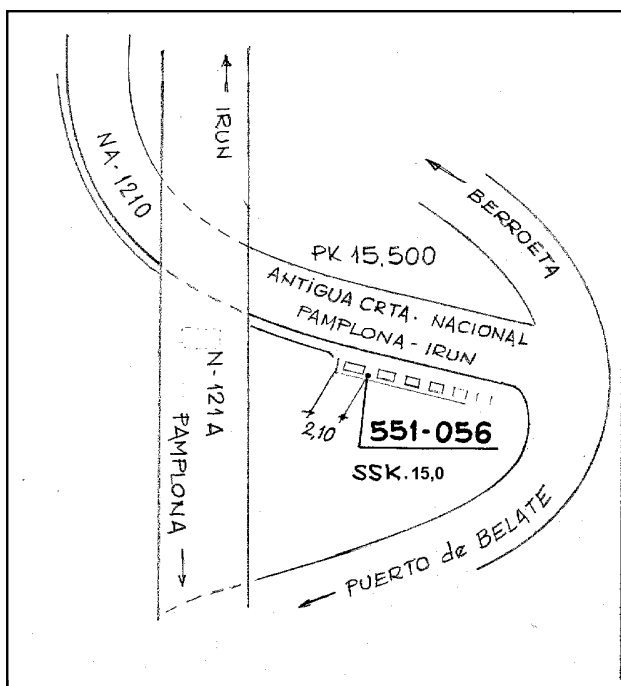 IRUN
NA-1210
BERROETA
PK 15,500
ANTIGUA CRTA. NACIONAL
PAMPLONA-IRUN
N-121A
PAMPLONA
2,10
551-056
SSK.15,0
PUERTO de BELATE